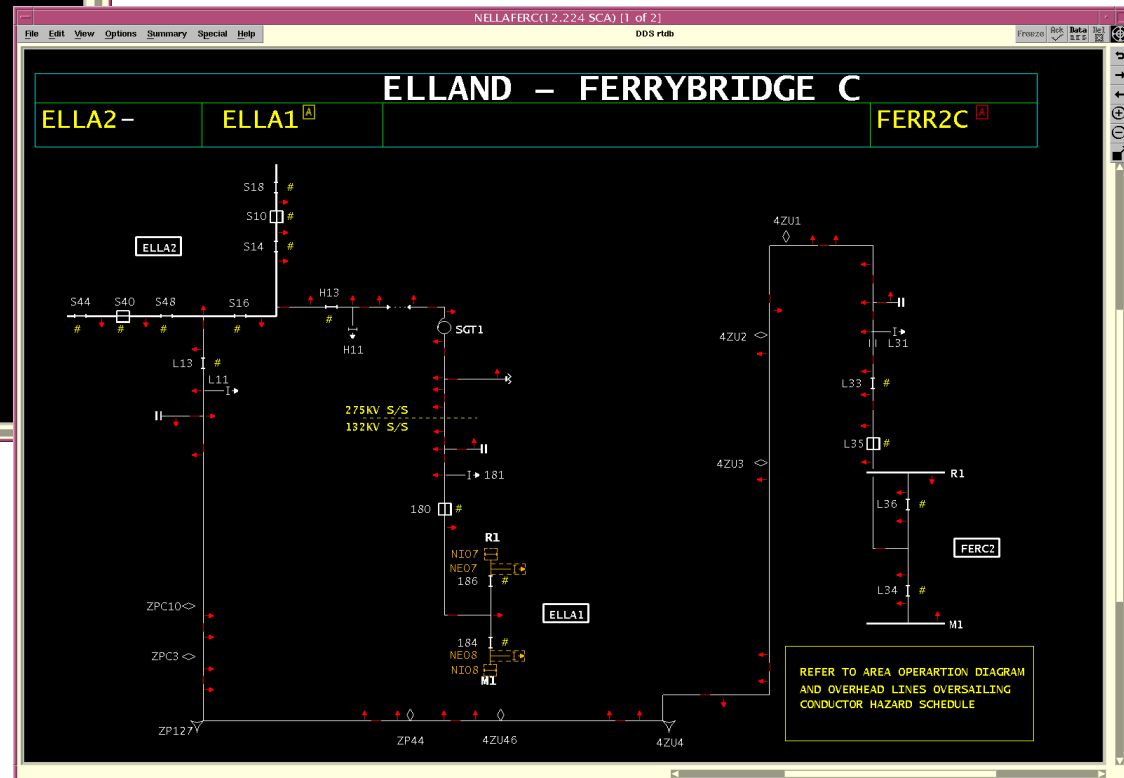 NELLAFERC(12.224 SCA) [1 of 2]
File Edit View Options Summary Special Help
DDS rtdb
Freeze Ack Data Del
ELLAND – FERRYBRIDGE C
ELLA2–
ELLA1 A
FERR2C A
S18 #
S10 #
S14 #
ELLA2
S44 S40 S48 S16
# # # #
H13
#
H11
SGT1
L13 #
L11
275KV S/S
132KV S/S
181
180 #
R1
NIO7
NEO7
186 #
ELLA1
184 #
NEO8
NIO8
M1
ZPC10
ZPC3
ZP127
ZP44
4ZU46
4ZU4
4ZU1
4ZU2
4ZU3
L31
L33 #
L35 #
R1
L36 #
FERC2
L34 #
M1
REFER TO AREA OPERARTION DIAGRAM
AND OVERHEAD LINES OVERSAILING
CONDUCTOR HAZARD SCHEDULE